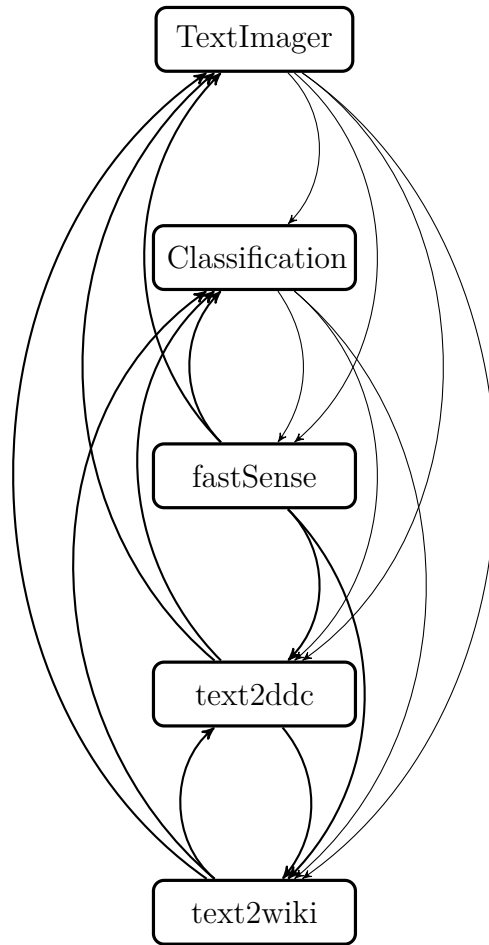 TextImager
Classification
fastSense
text2ddc
text2wiki